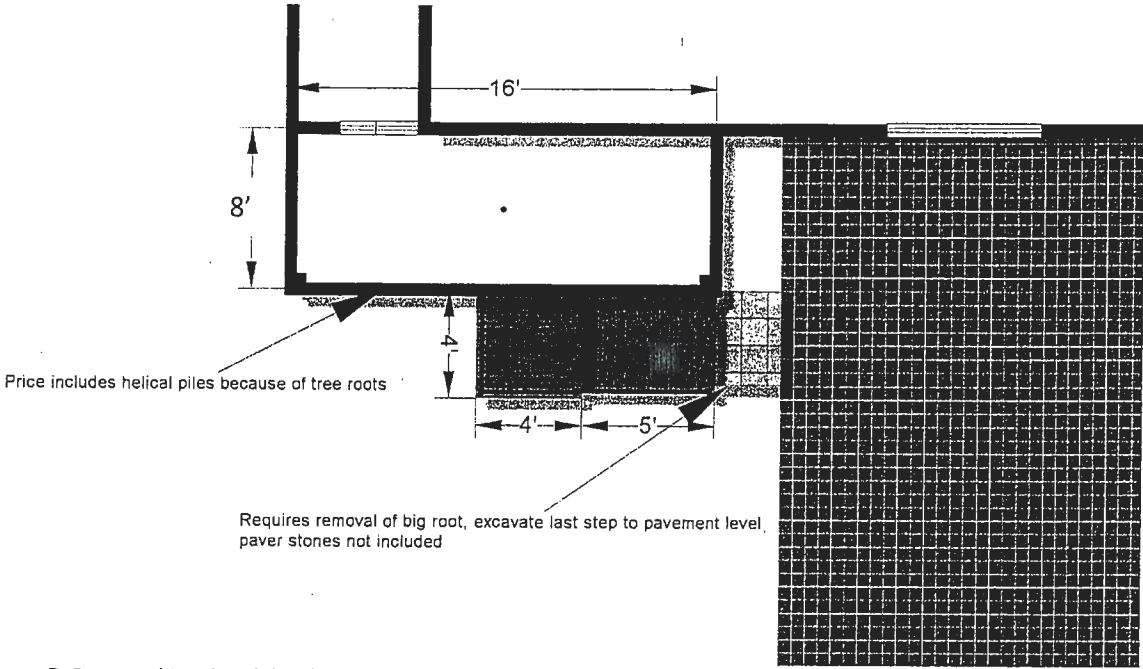 16'
8'
4'
Price includes helical piles because of tree roots
4'
5'
Requires removal of big root, excavate last step to pavement level,
paver stones not included